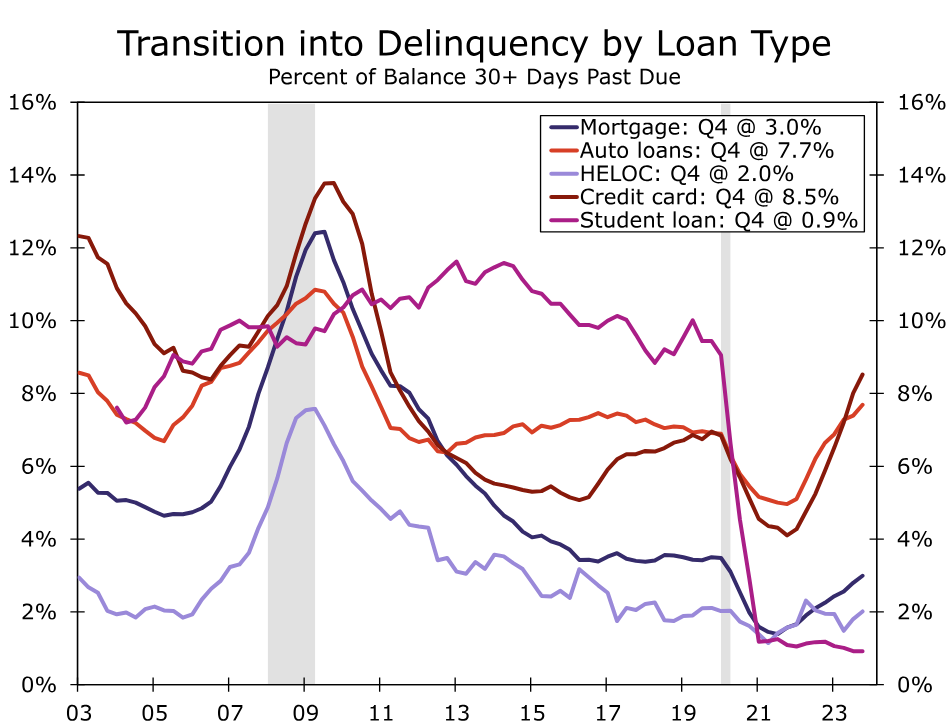 Transition into Delinquency by Loan Type
Percent of Balance 30+ Days Past Due
16% 16%
Mortgage: Q4 @ 3.0%
Auto loans: Q4 @ 7.7%
HELOC: Q4 @ 2.0%
14% 14%
Credit card: Q4 @ 8.5%
Student loan: Q4 @ 0.9%
12% 12%
10% 10%
8% 8%
6% 6%
4% 4%
2% 2%
0% 0%
03 05 07 09 11 13 15 17 19 21 23